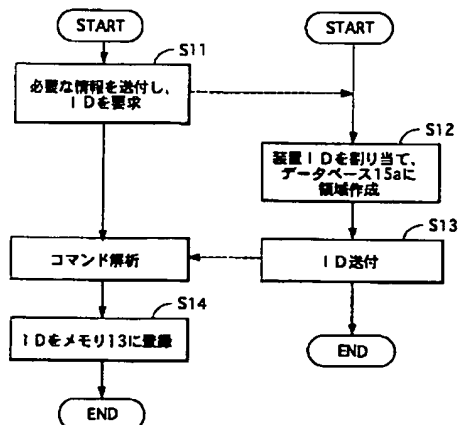 START
START
S11
必要な情報を送付し、
IDを要求
S12
装置IDを割り当て、
データベース15aに
領域作成
S13
コマンド解析
ID送付
S14
IDをメモリ13に登録
END
END